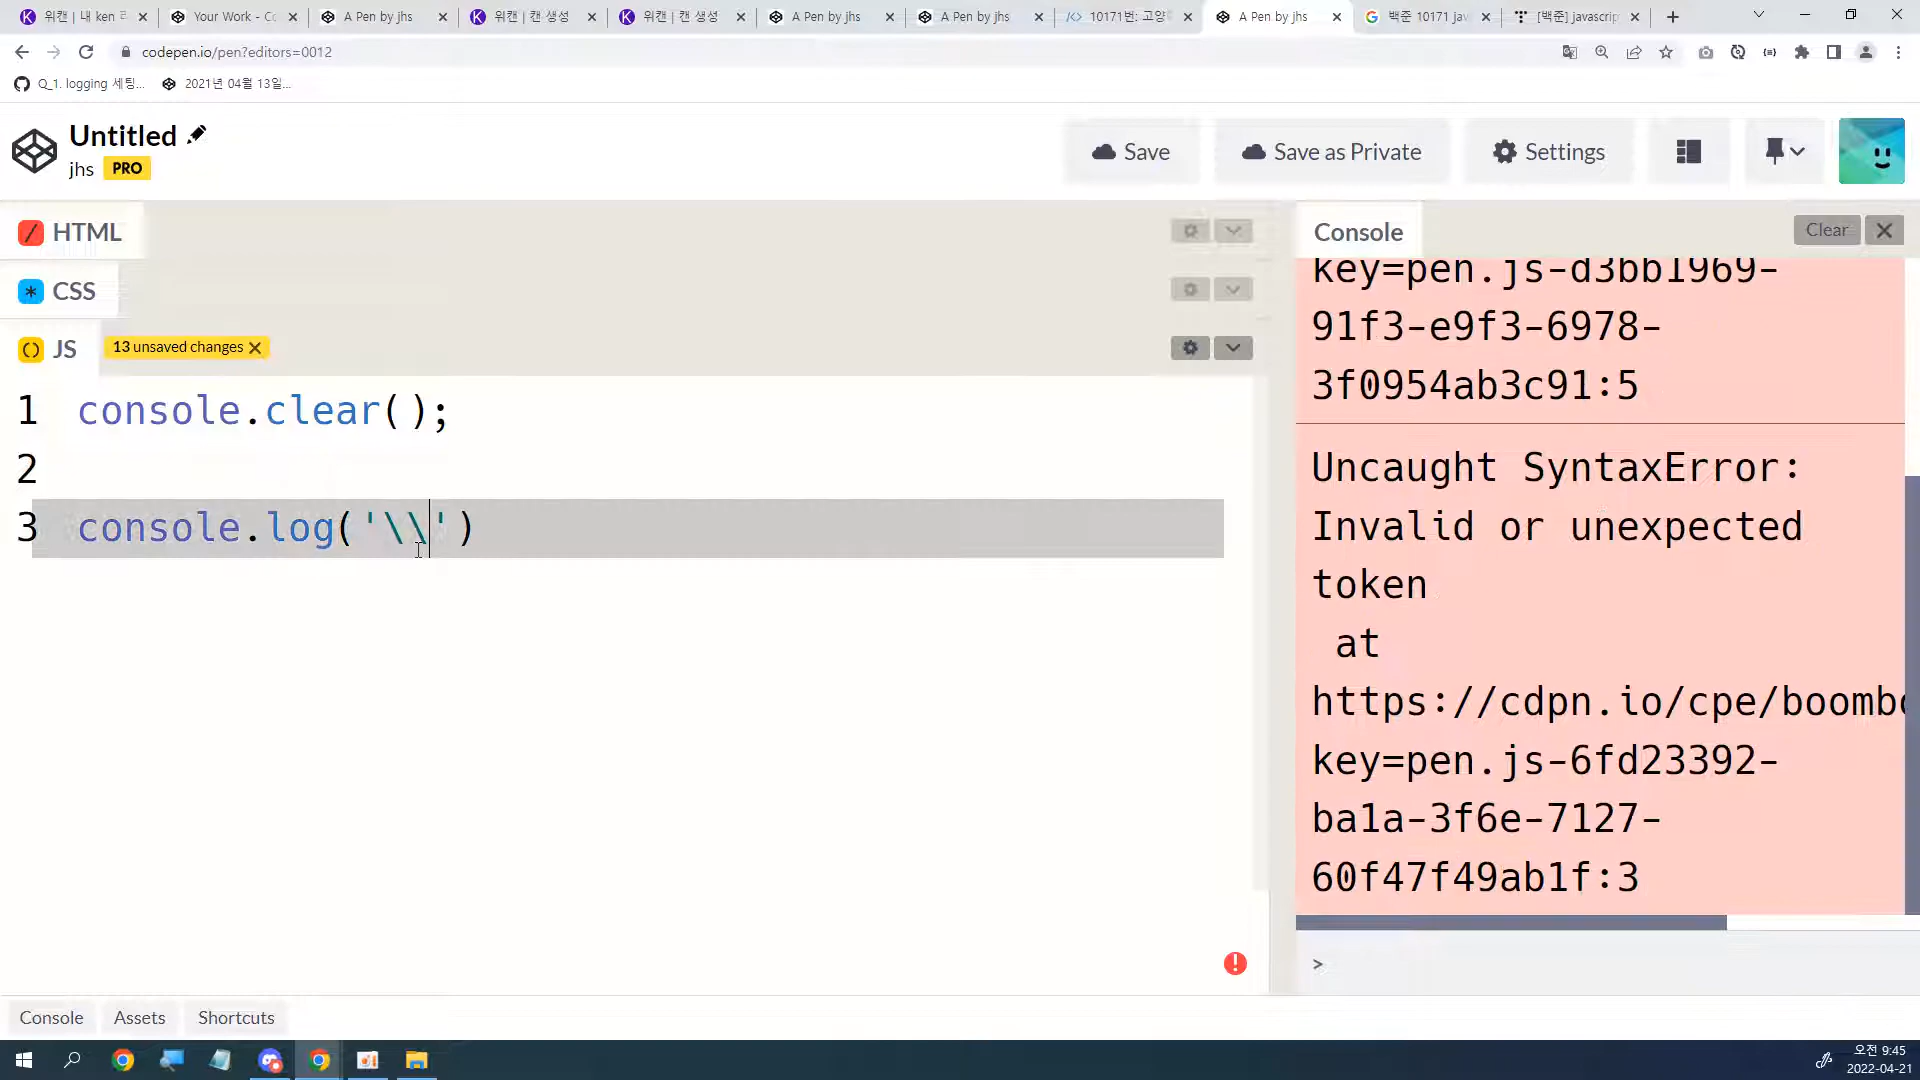 위캔 | 내 ken 리
Your Work - Co
A Pen by jhs
위캔 | 캔 생성
위캔 | 캔 생성
A Pen by jhs
A Pen by jhs
10171번: 고양
A Pen by jhs
백준 10171 jav
[백준] javascrip
codepen.io/pen?editors=0012
Q_1. logging 세팅...
2021년 04월 13일...
Untitled
jhs PRO
Save
Save as Private
Settings
HTML
CSS
JS
13 unsaved changes
1 console.clear();
2
3 console.log('\\')
Console
Clear
key=pen.js-d3bb1969-
91f3-e9f3-6978-
3f0954ab3c91:5
Uncaught SyntaxError:
Invalid or unexpected
token
at
https://cdpn.io/cpe/boombo
key=pen.js-6fd23392-
ba1a-3f6e-7127-
60f47f49ab1f:3
>
Console
Assets
Shortcuts
오전 9:45
2022-04-21